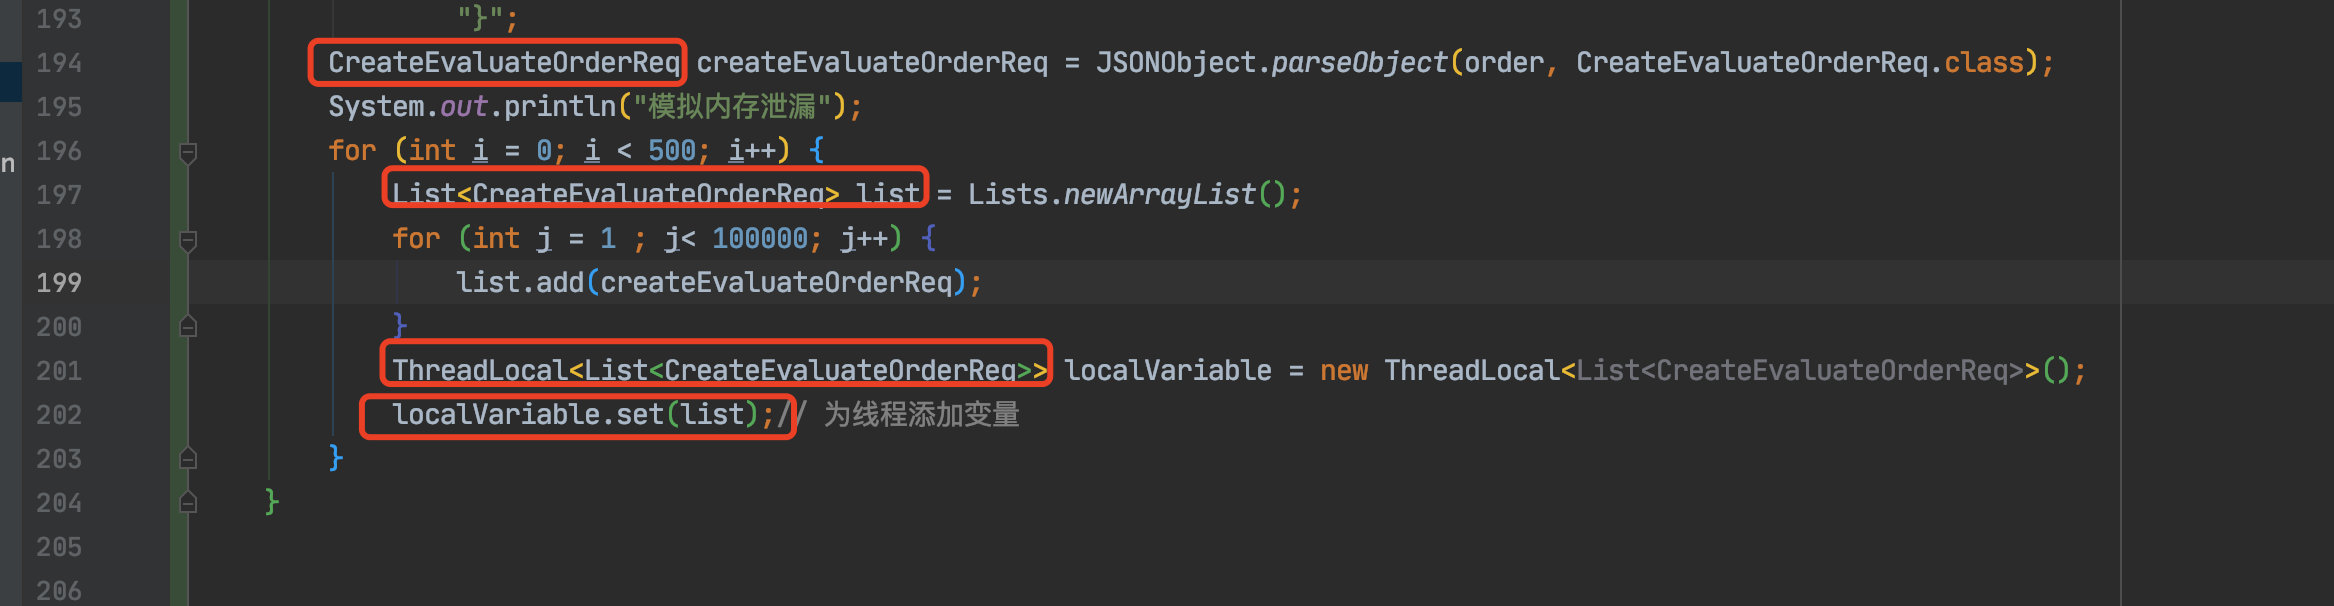 193 "}";
194 CreateEvaluateOrderReq createEvaluateOrderReq = JSONObject.parseObject(order, CreateEvaluateOrderReq.class);
195 System.out.println("模拟内存泄漏");
n
196 for (int i = 0; i < 500; i++) {
197 List<CreateEvaluateOrderReq> list = Lists.newArrayList();
198 for (int j = 1 ; j< 100000; j++) {
199 list.add(createEvaluateOrderReq);
200 }
201 ThreadLocal<List<CreateEvaluateOrderReq>> localVariable = new ThreadLocal<List<CreateEvaluateOrderReq>>();
202 localVariable.set(list);// 为线程添加变量
203 }
204 }
205
206